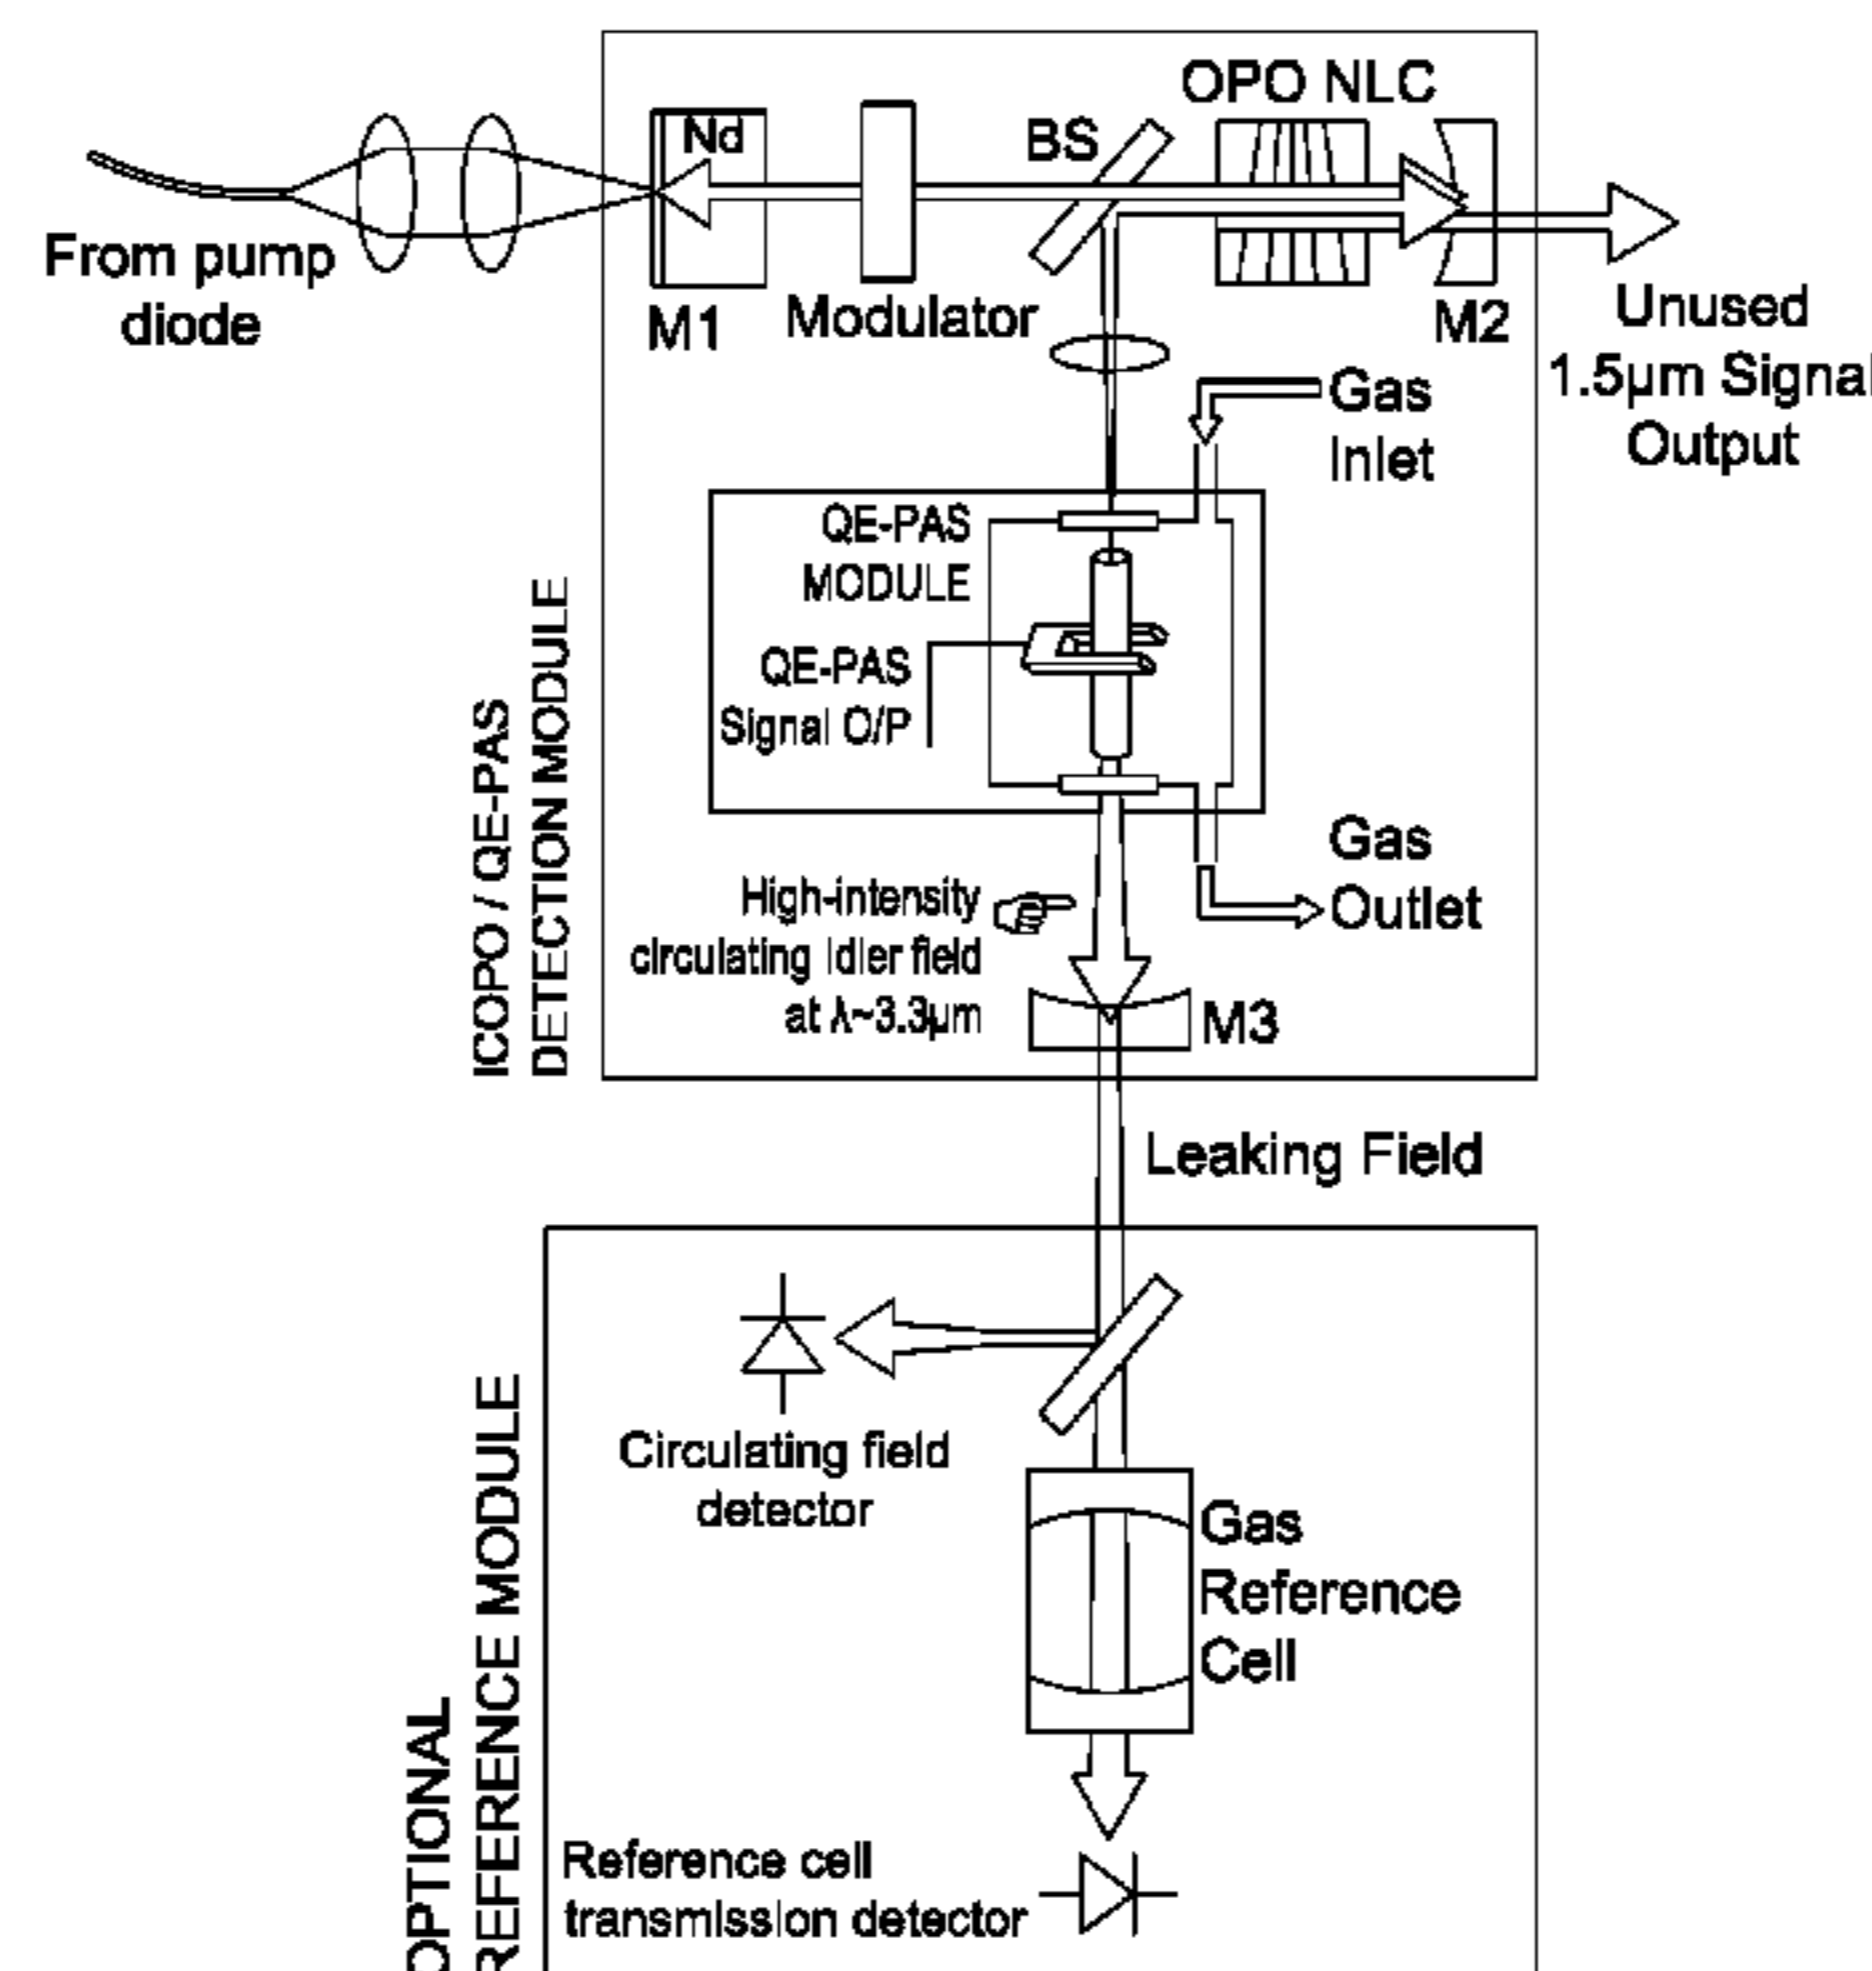 OPO NLC
Nd
BS
From pump
diode
M1
Modulator
M2
Unused
1.5µm Signal
Output
Gas
Inlet
QE-PAS
MODULE
QE-PAS
Signal O/P
ICOPO / QE-PAS
DETECTION MODULE
Gas
Outlet
High-intensity
circulating idler field
at λ~3.3µm
M3
Leaking Field
Circulating field
detector
Gas
Reference
Cell
OPTIONAL
REFERENCE MODULE
Reference cell
transmission detector